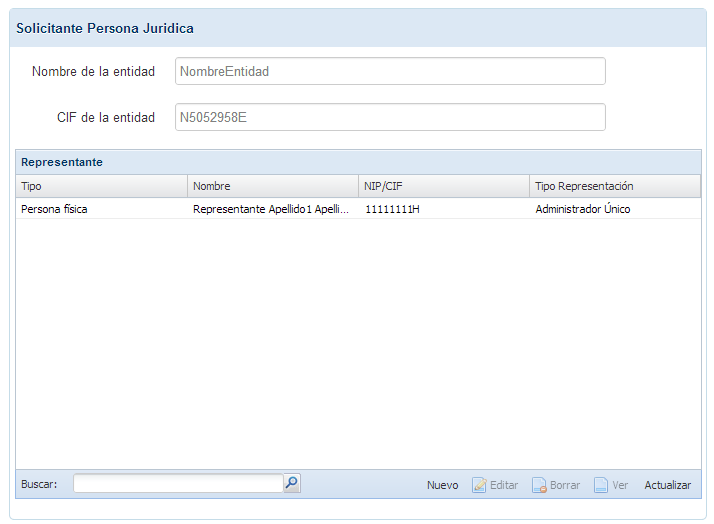 Solicitante Persona Juridica
Nombre de la entidad NombreEntidad
CIF de la entidad N5052958E
Representante
Tipo Nombre NIP/CIF Tipo Representación
Persona física Representante Apellido1 Apelli... 11111111H Administrador Único
Buscar: Nuevo Editar Borrar Ver Actualizar